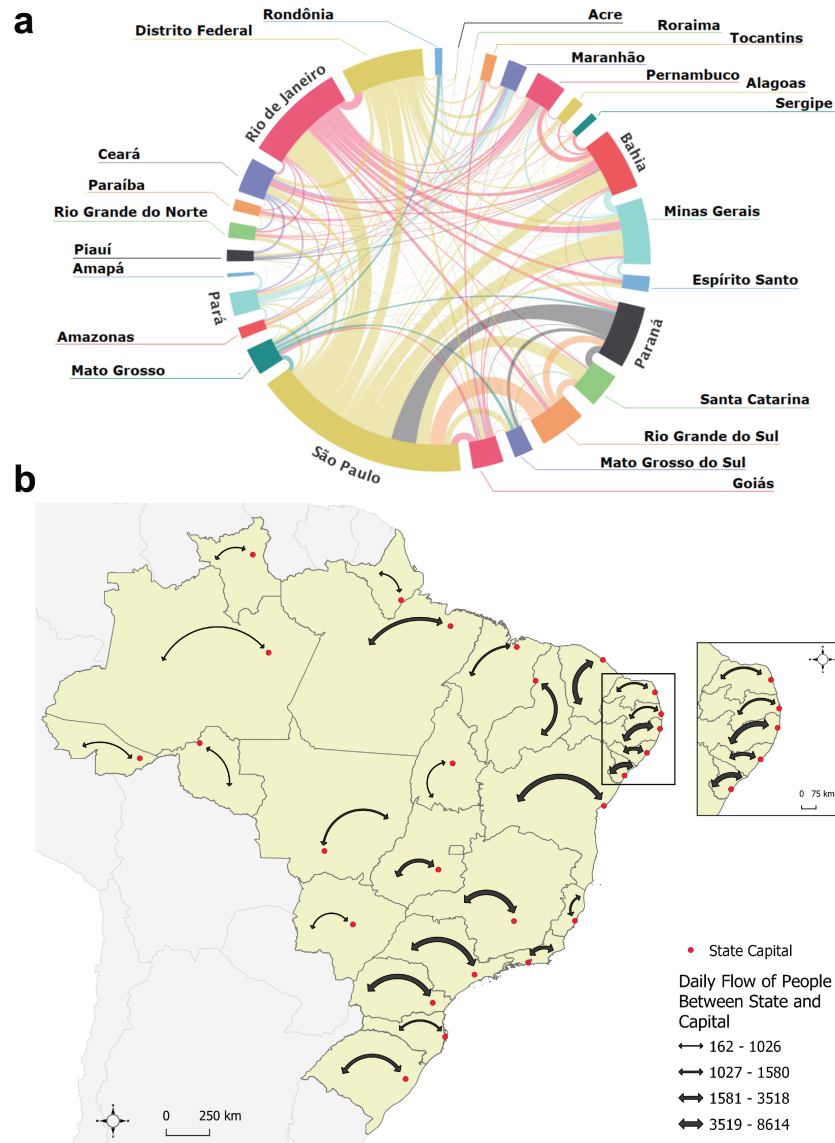 a
Rondônia
Distrito Federal
Acre
Roraima
Tocantins
Maranhão
Pernambuco
Alagoas
Sergipe
Rio de Janeiro
Bahia
Ceará
Paraíba
Rio Grande do Norte
Piauí
Amapá
Pará
Amazonas
Mato Grosso
Minas Gerais
Espírito Santo
Paraná
Santa Catarina
Rio Grande do Sul
Mato Grosso do Sul
Goiás
São Paulo
b
0 75 km
State Capital
Daily Flow of People
Between State and
Capital
162 - 1026
1027 - 1580
1581 - 3518
3519 - 8614
0 250 km